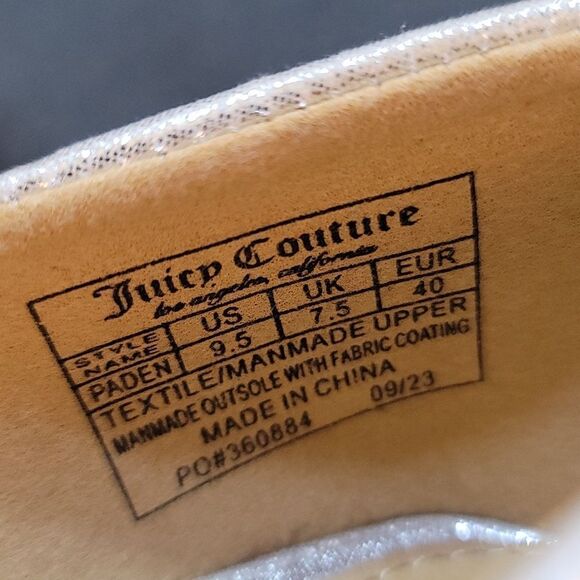 Juicy Couture
los angeles, california
STYLE NAME US UK EUR
PADEN 9.5 7.5 40
TEXTILE/MANMADE UPPER
MANMADE OUTSOLE WITH FABRIC COATING
MADE IN CHINA
PO#360884 09/23